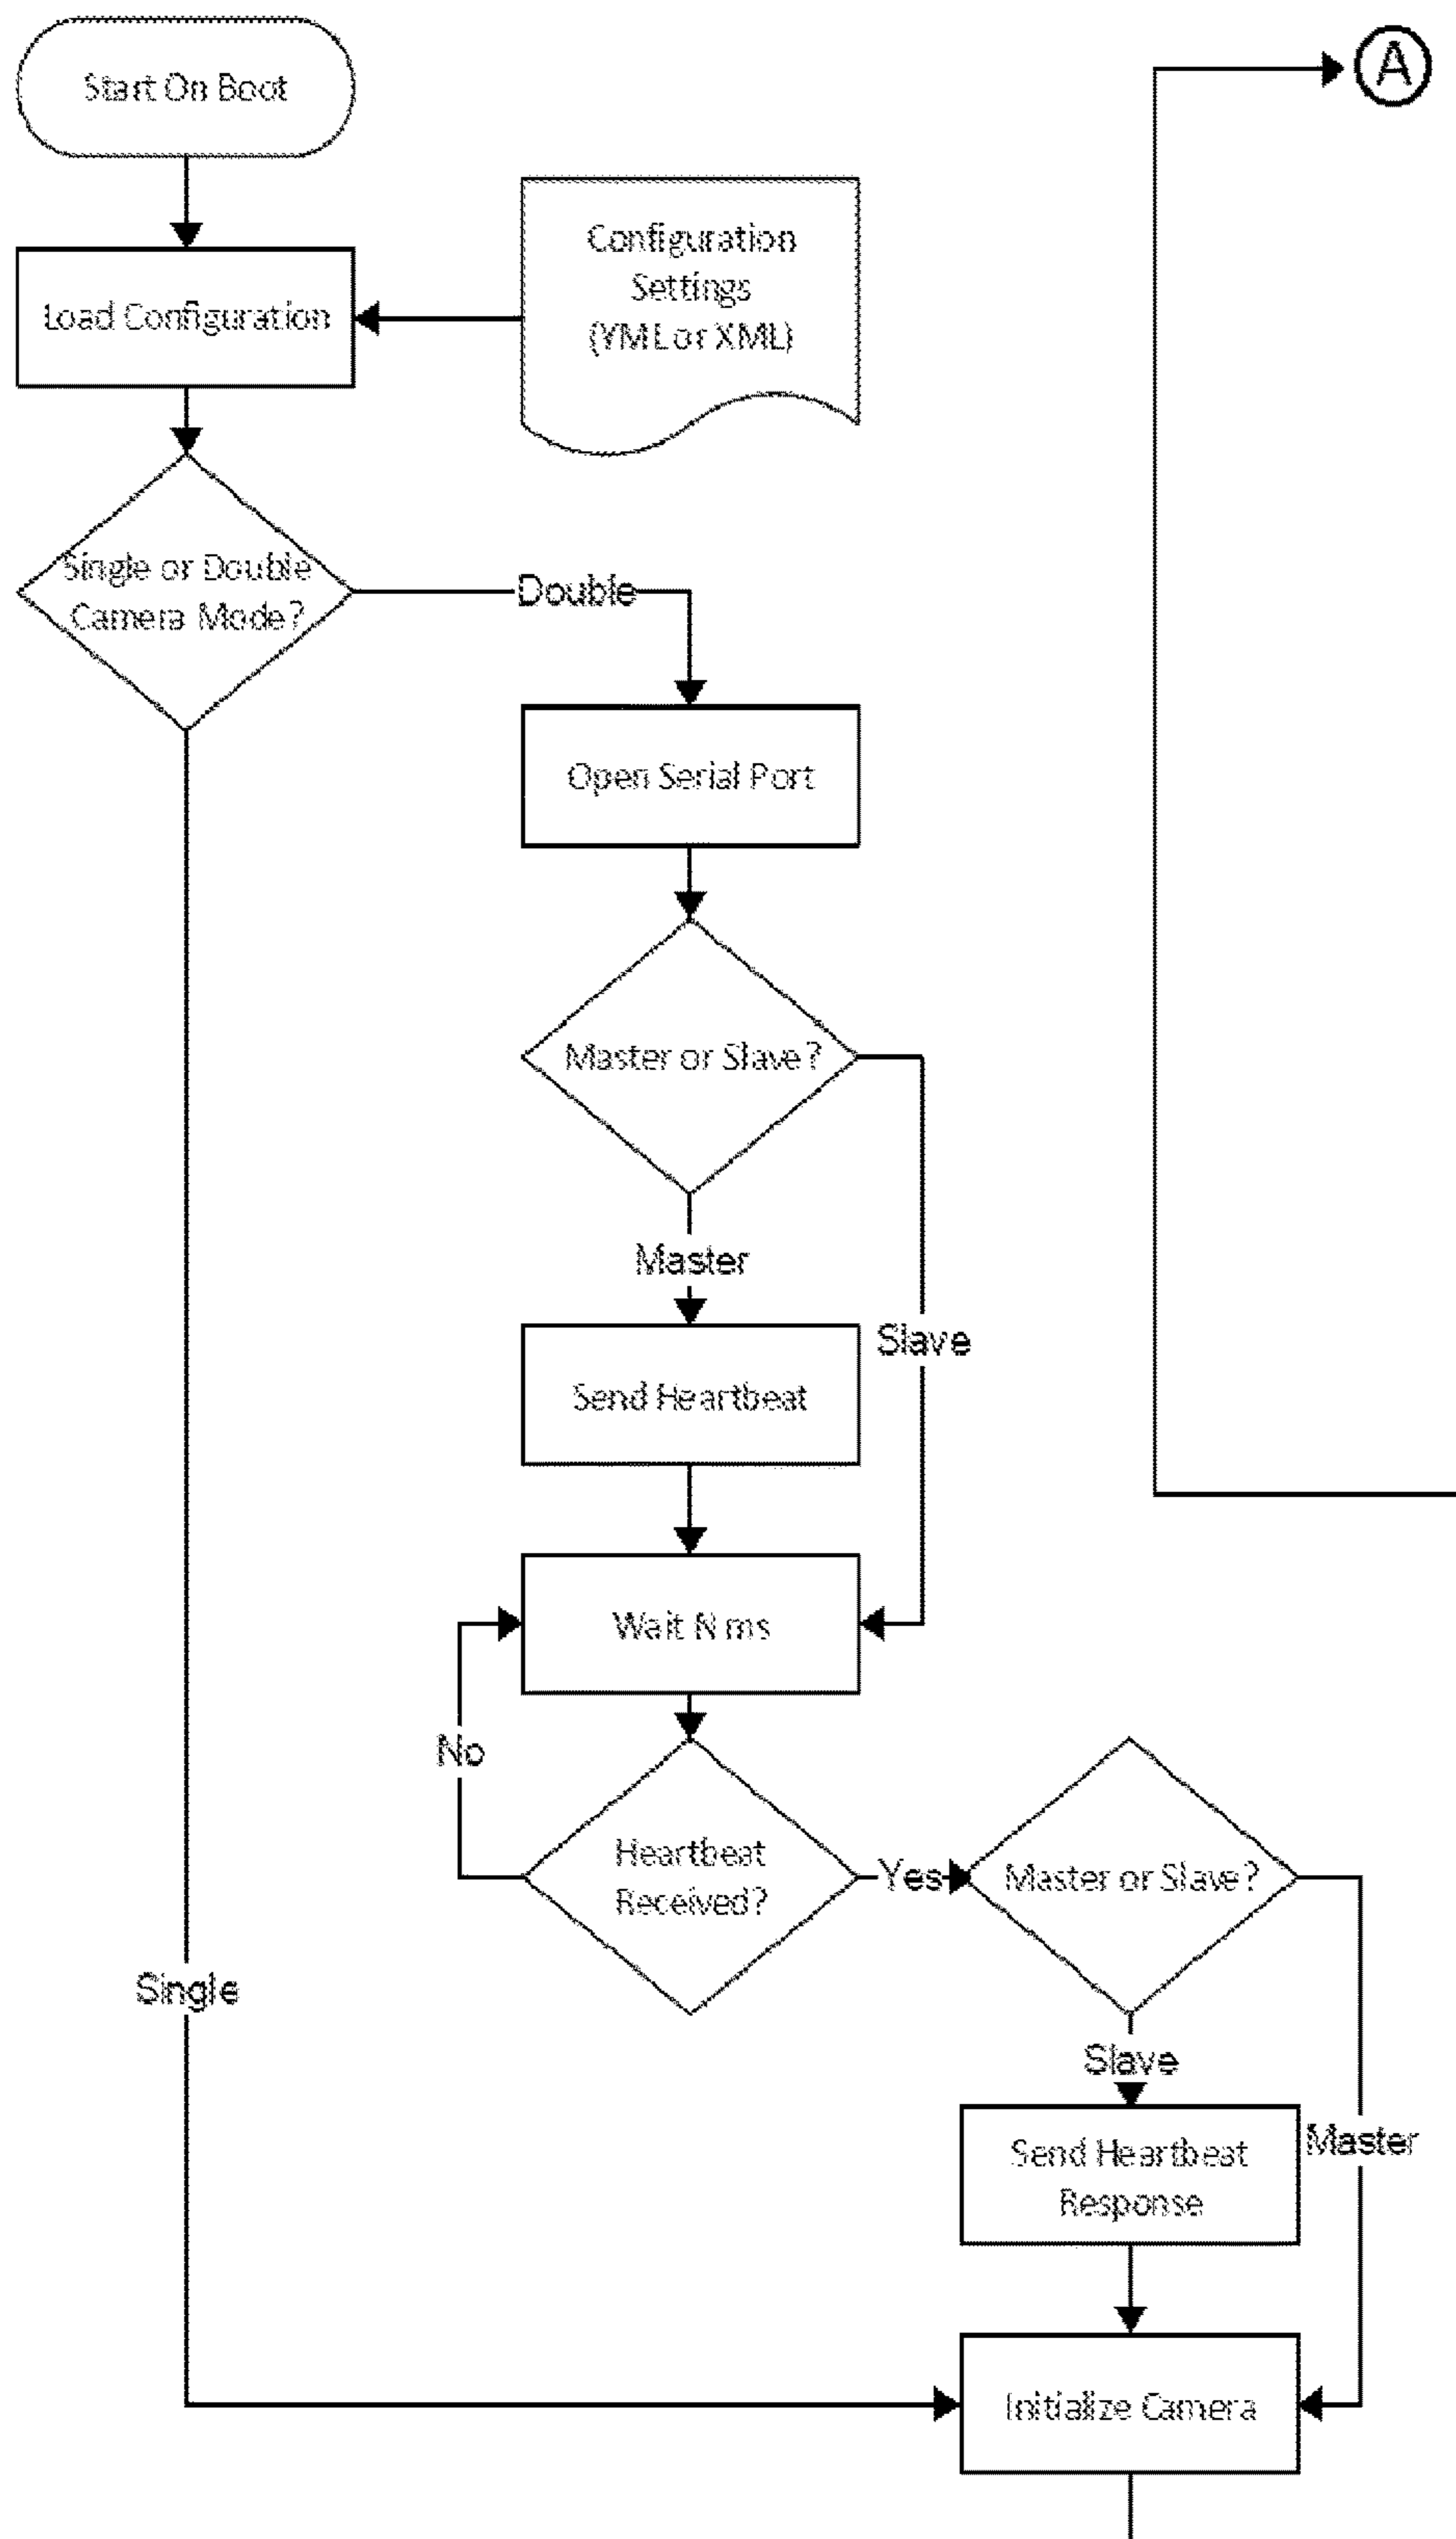 Start On Boot
A
Configuration
Settings
(YML or XML)
Load Configuration
Single or Double
Camera Mode?
Double
Open Serial Port
Master or Slave?
Master
Slave
Send Heartbeat
Wait N ms
No
Heartbeat
Received?
Yes
Master or Slave?
Single
Slave
Master
Send Heartbeat
Response
Initialize Camera